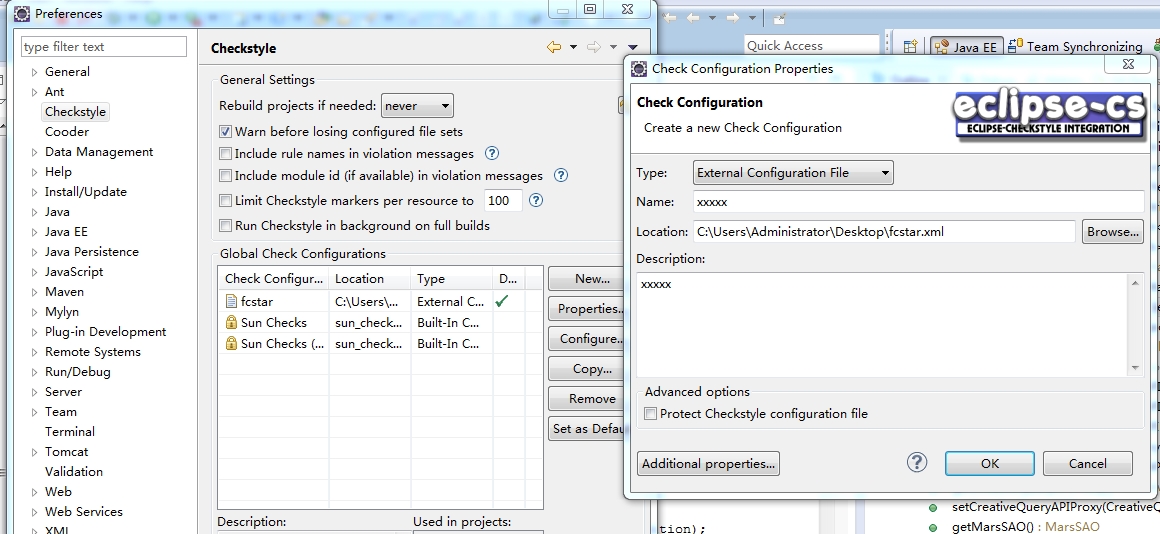 Preferences
type filter text
General
Ant
Checkstyle
Cooder
Data Management
Help
Install/Update
Java
Java EE
Java Persistence
JavaScript
Maven
Mylyn
Plug-in Development
Remote Systems
Run/Debug
Server
Team
Terminal
Tomcat
Validation
Web
Web Services
XML
Checkstyle
General Settings
Rebuild projects if needed: never
Warn before losing configured file sets
Include rule names in violation messages
Include module id (if available) in violation messages
Limit Checkstyle markers per resource to 100
Run Checkstyle in background on full builds
Global Check Configurations
Check Configur... Location Type D...
fcstar C:\Users\... External C...
Sun Checks sun_check... Built-In C...
Sun Checks (... sun_check... Built-In C...
New...
Properties..
Configure..
Copy...
Remove
Set as Defau
Description: Used in projects:
Quick Access
Java EE Team Synchronizing
Check Configuration Properties
Check Configuration
Create a new Check Configuration
eclipse-cs
ECLIPSE-CHECKSTYLE INTEGRATION
Type: External Configuration File
Name: xxxxx
Location: C:\Users\Administrator\Desktop\fcstar.xml Browse...
Description:
xxxxx
Advanced options
Protect Checkstyle configuration file
Additional properties... OK Cancel
setCreativeQueryAPIProxy(CreativeQ
getMarsSAO() : MarsSAO
tion);